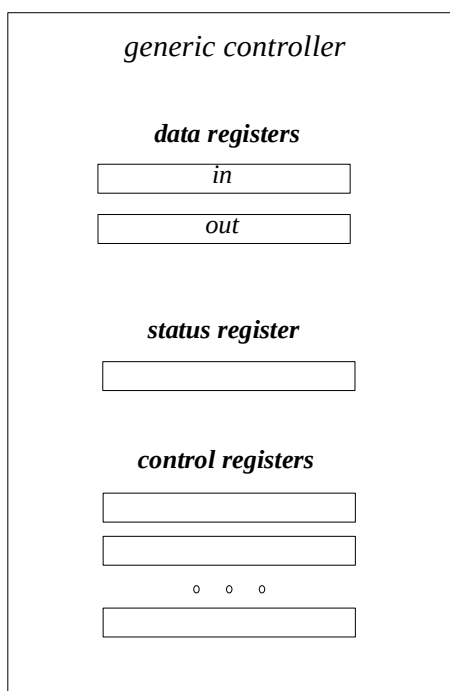 generic controller
data registers
in
out
status register
control registers